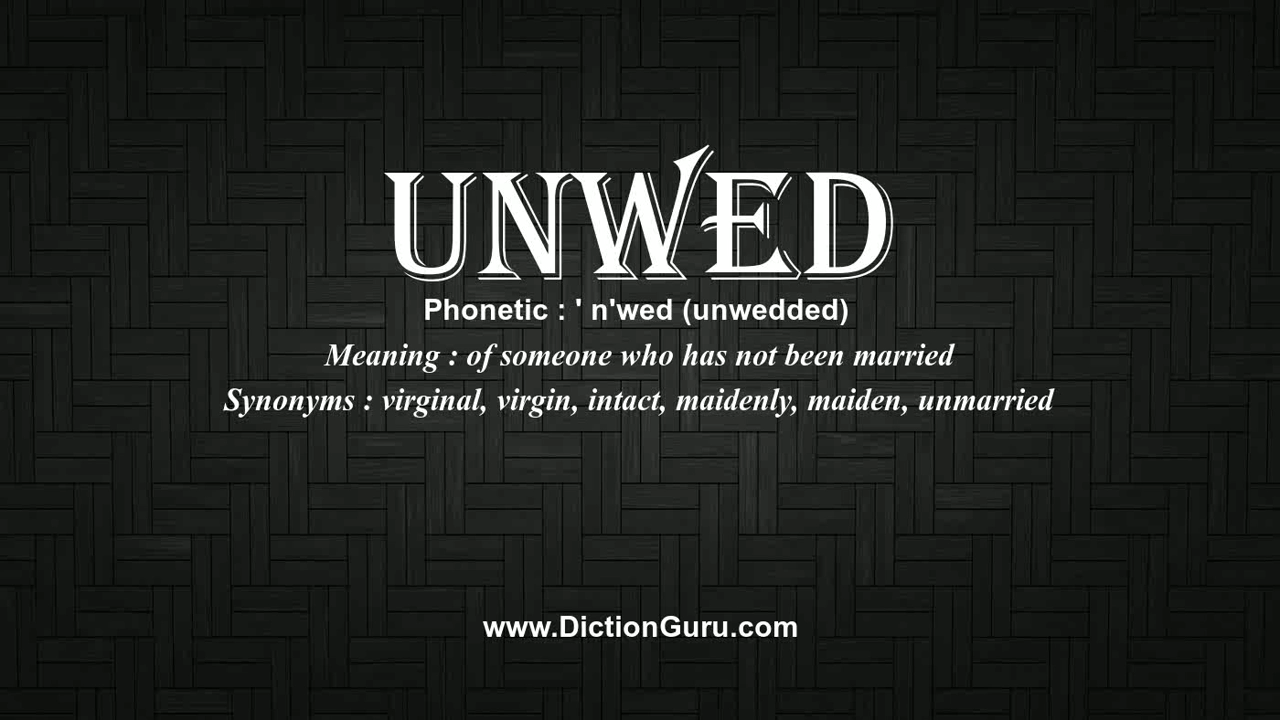 UNWED
Phonetic : ' n'wed (unwedded)
Meaning : of someone who has not been married
Synonyms : virginal, virgin, intact, maidenly, maiden, unmarried
www.DictionGuru.com